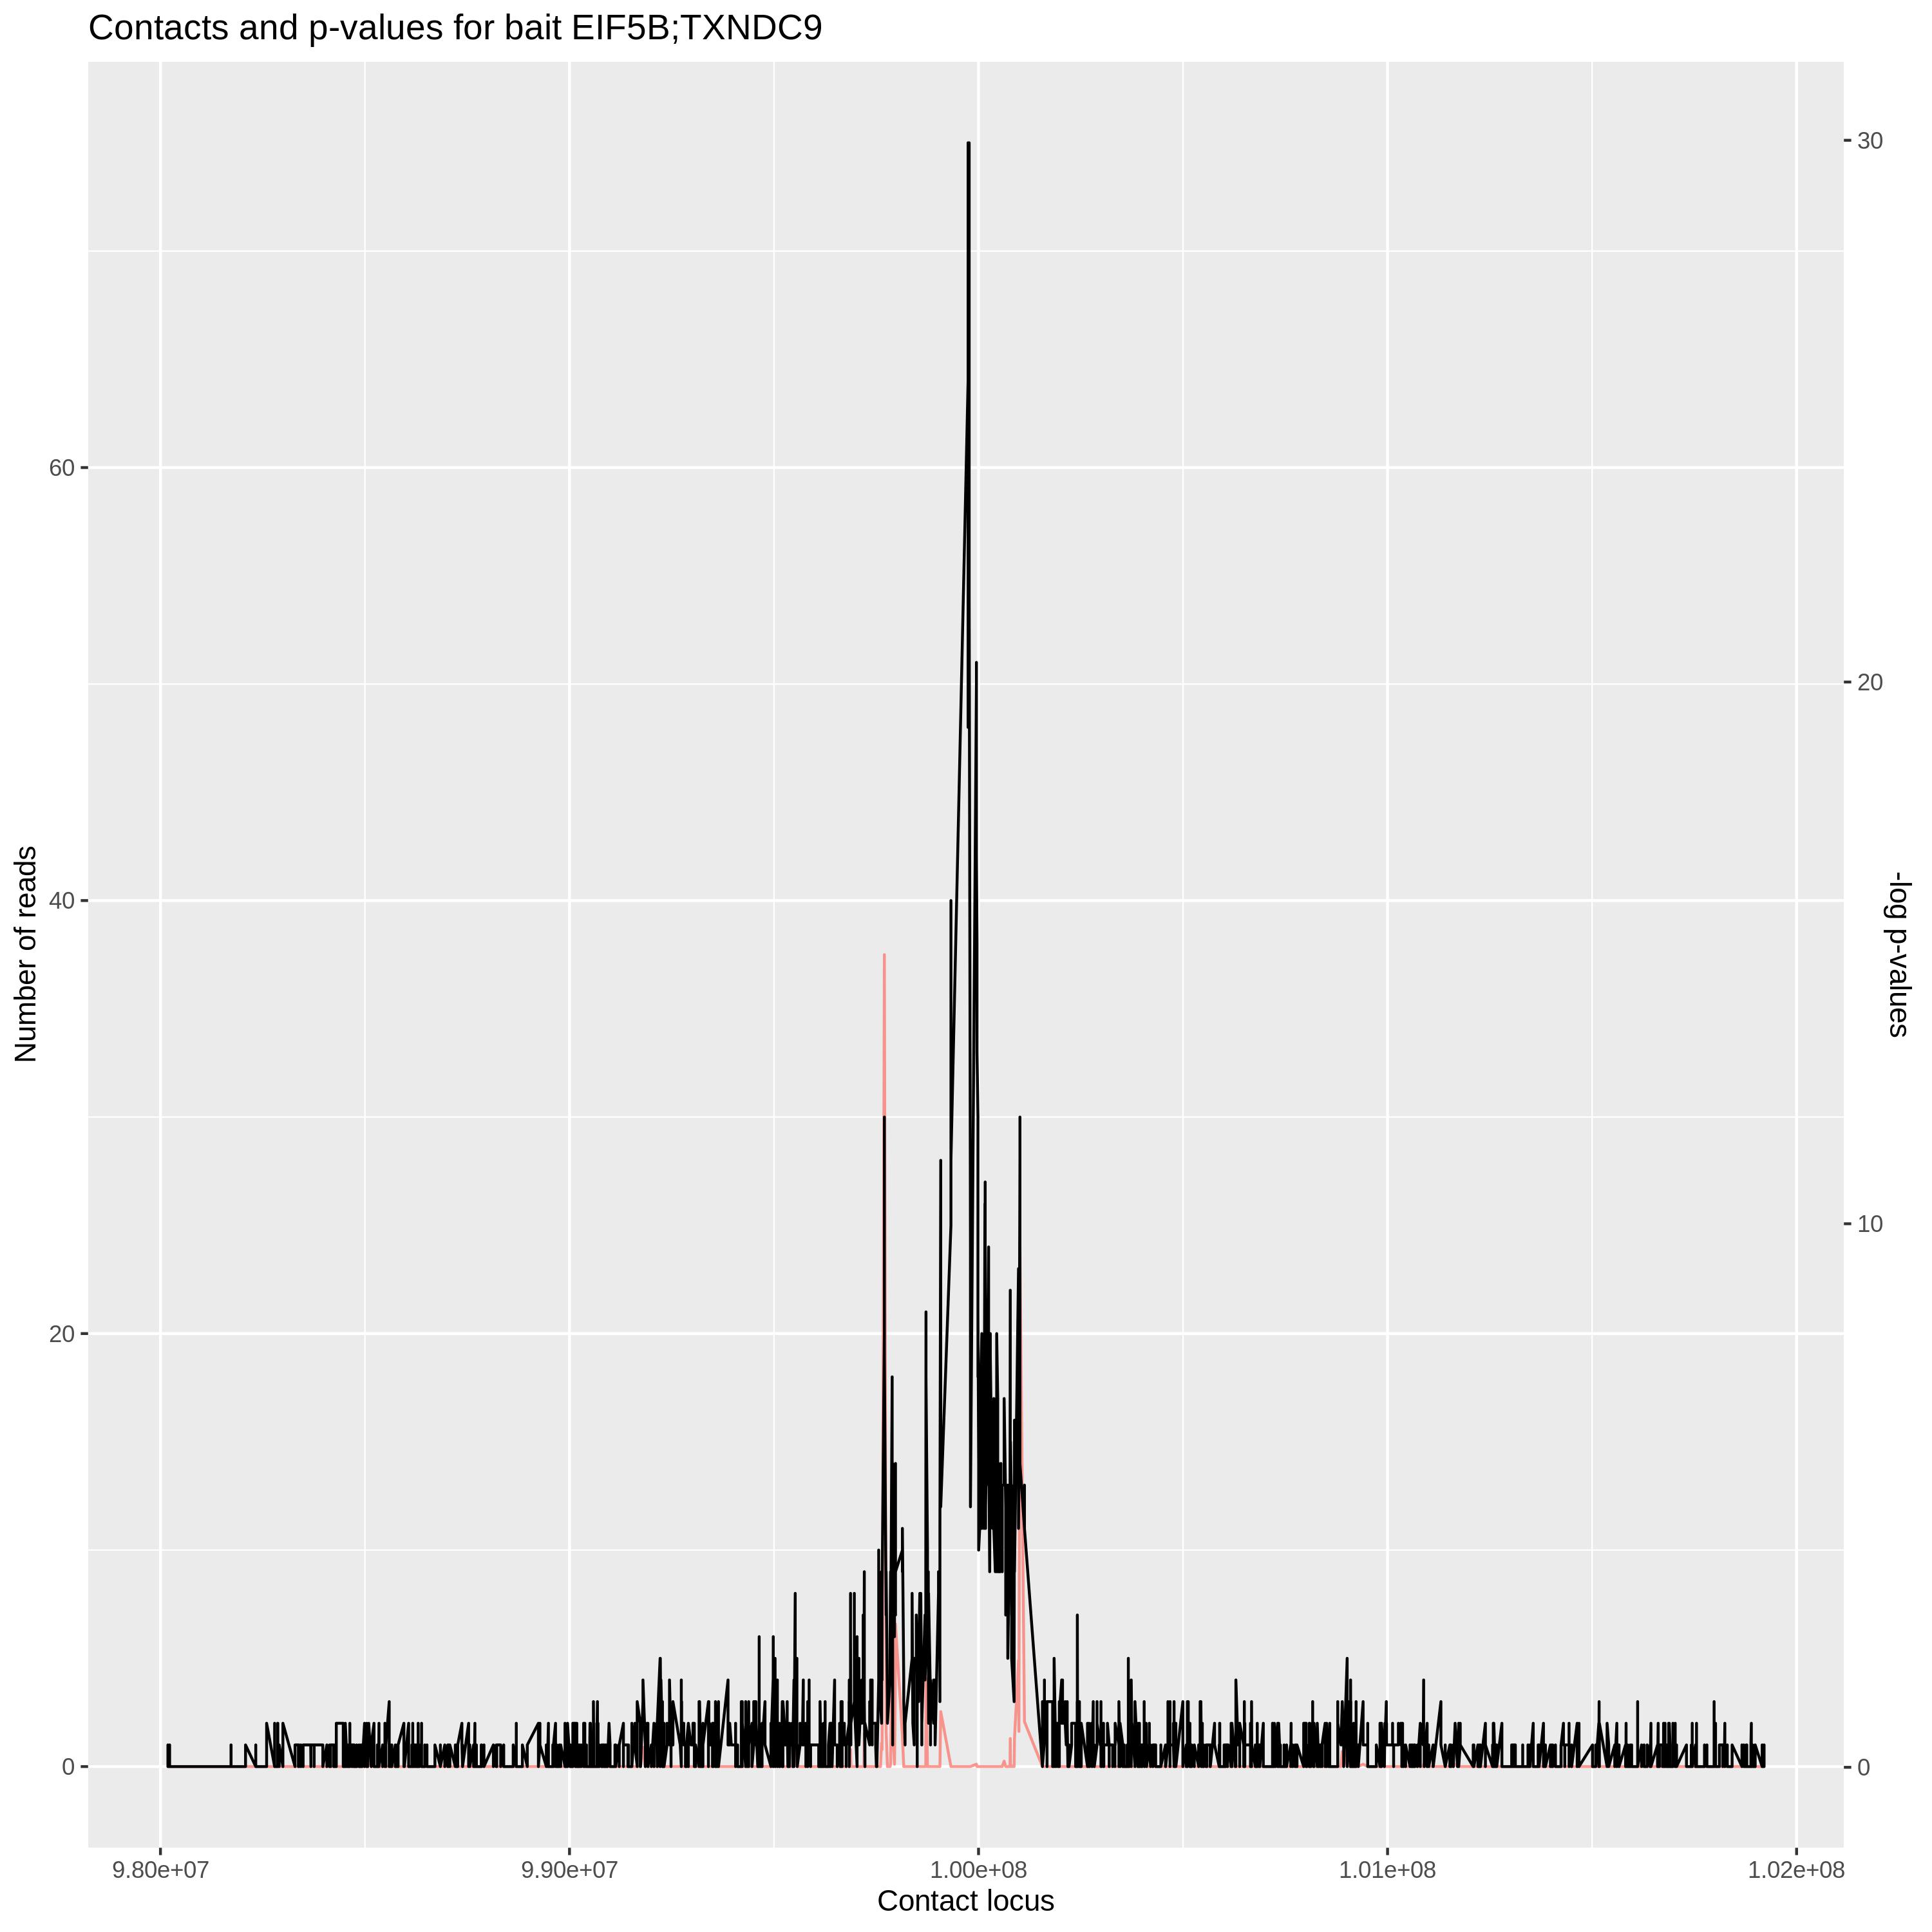 Contacts and p-values for bait EIF5B;TXNDC9
30
60
20
40
Number of reads
-log p-values
10
20
0
0
9.80e+07
9.90e+07
1.00e+08
1.01e+08
1.02e+08
Contact locus